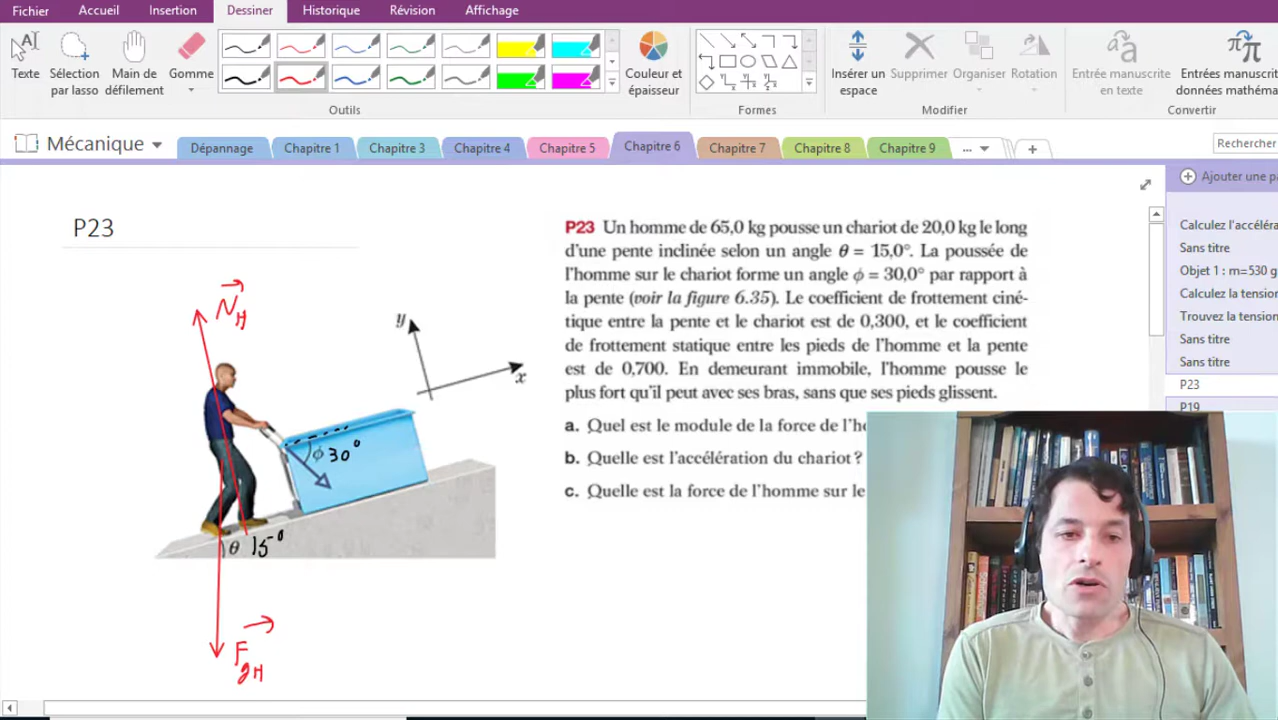 Fichier Accueil Insertion Dessiner Historique Révision Affichage
Texte
Sélection par lasso
Main de défilement
Gomme
Couleur et épaisseur
Insérer un espace
Supprimer
Organiser
Rotation
Entrée manuscrite en texte
Entrées manuscrite données mathéma
Outils Formes Modifier Convertir
Mécanique Dépannage Chapitre 1 Chapitre 3 Chapitre 4 Chapitre 5 Chapitre 6 Chapitre 7 Chapitre 8 Chapitre 9 ... + Rechercher
Ajouter une pa
Calculez l'accéléra
Sans titre
Objet 1 : m=530 g
Calculez la tension
Trouvez la tension
Sans titre
Sans titre
P23
P19
P23
P23 Un homme de 65,0 kg pousse un chariot de 20,0 kg le long
d'une pente inclinée selon un angle θ = 15,0°. La poussée de
l'homme sur le chariot forme un angle ϕ = 30,0° par rapport à
la pente (voir la figure 6.35). Le coefficient de frottement ciné-
tique entre la pente et le chariot est de 0,300, et le coefficient
de frottement statique entre les pieds de l'homme et la pente
est de 0,700. En demeurant immobile, l'homme pousse le
plus fort qu'il peut avec ses bras, sans que ses pieds glissent.
a. Quel est le module de la force de l'h
b. Quelle est l'accélération du chariot ?
c. Quelle est la force de l'homme sur le
N⃗H
y
x
ϕ 30°
θ 15°
F⃗gH